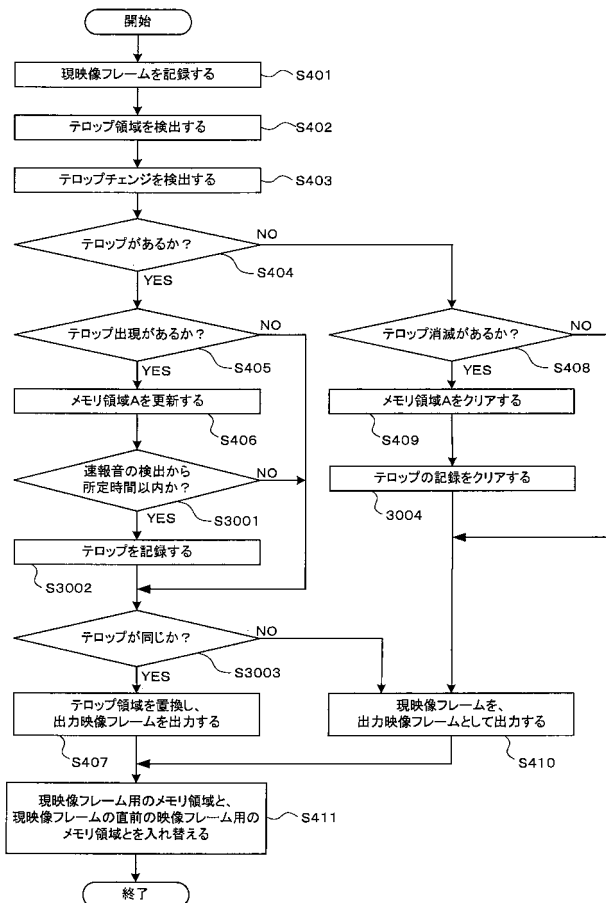 開始
現映像フレームを記録する
S401
テロップ領域を検出する
S402
テロップチェンジを検出する
S403
テロップがあるか？
NO
S404
YES
テロップ出現があるか？
NO
S405
YES
テロップ消滅があるか？
NO
S408
YES
メモリ領域Aを更新する
S406
メモリ領域Aをクリアする
S409
速報音の検出から
所定時間以内か？
NO
S3001
YES
テロップの記録をクリアする
3004
テロップを記録する
S3002
テロップが同じか？
NO
S3003
YES
テロップ領域を置換し、
出力映像フレームを出力する
S407
現映像フレームを、
出力映像フレームとして出力する
S410
現映像フレーム用のメモリ領域と、
現映像フレームの直前の映像フレーム用の
メモリ領域とを入れ替える
S411
終了